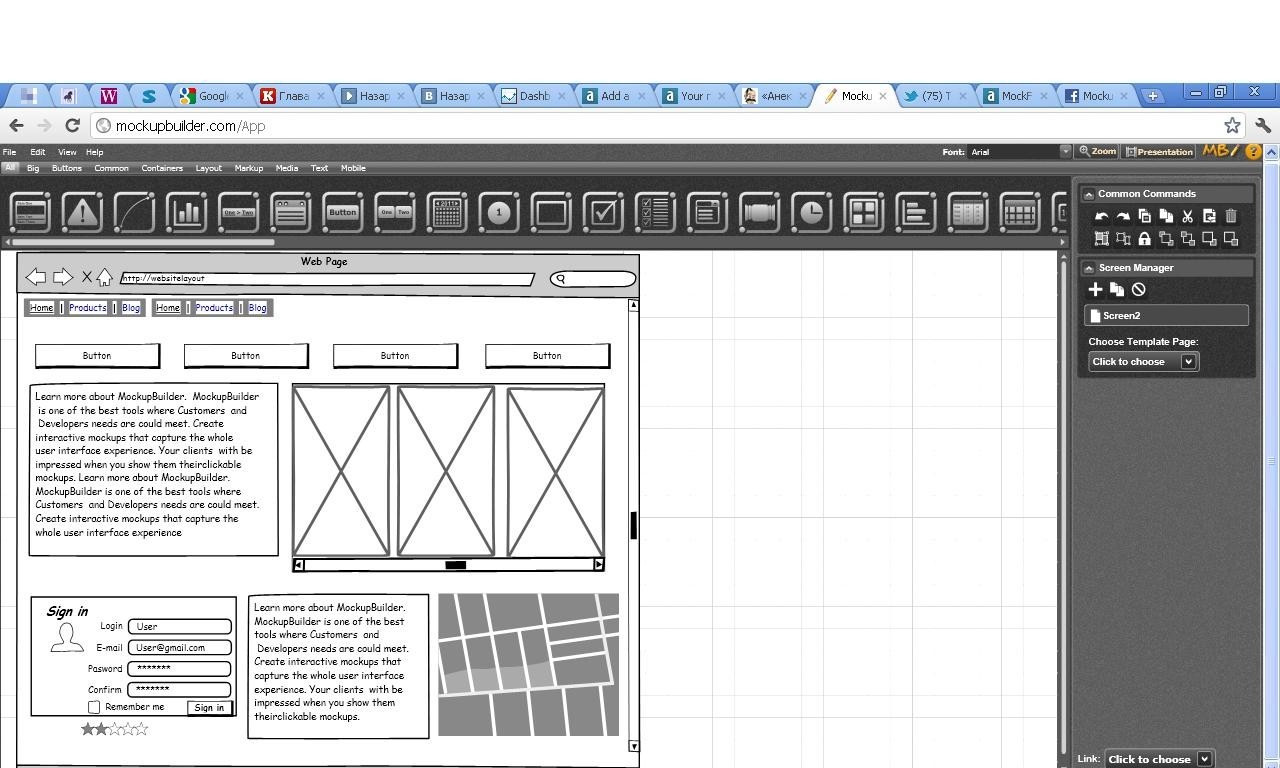 Googl
Глава
Назар
Назар
Dashb
Add a
Your r
«Анек
Mocku
(75) T
MockF
Mocku
mockupbuilder.com/App
File Edit View Help
Font: Arial
Zoom
Presentation
MB/
?
All Big Buttons Common Containers Layout Markup Media Text Mobile
One > Two
Button
One Two
2011
1
Common Commands
Screen Manager
Screen2
Choose Template Page:
Click to choose
Web Page
http://websitelayout
Home | Products | Blog Home | Products | Blog
Button Button Button Button
Learn more about MockupBuilder. MockupBuilder
is one of the best tools where Customers and
Developers needs are could meet. Create
interactive mockups that capture the whole
user interface experience. Your clients with be
impressed when you show them theirclickable
mockups. Learn more about MockupBuilder.
MockupBuilder is one of the best tools where
Customers and Developers needs are could meet.
Create interactive mockups that capture the
whole user interface experience
Sign in
Login User
E-mail User@gmail.com
Pasword *******
Confirm *******
Remember me Sign in
Learn more about MockupBuilder.
MockupBuilder is one of the best
tools where Customers and
Developers needs are could meet.
Create interactive mockups that
capture the whole user interface
experience. Your clients with be
impressed when you show them
theirclickable mockups.
Link: Click to choose